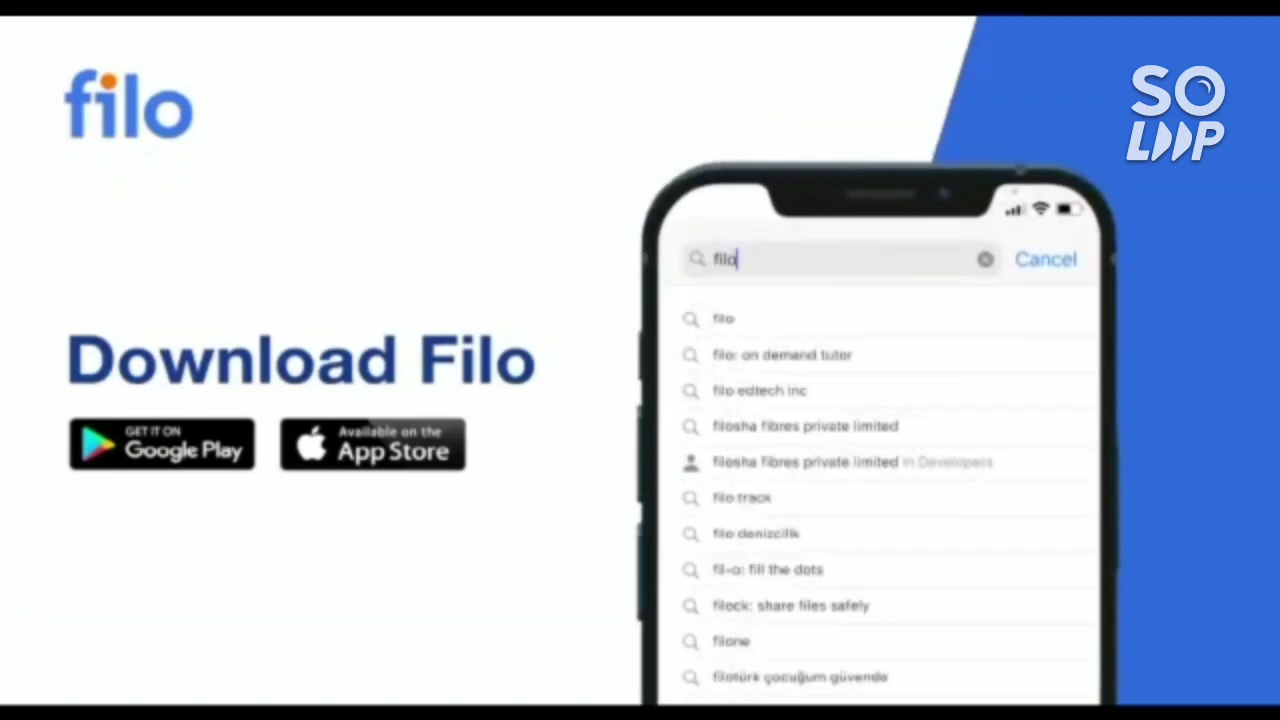 filo
SO
LOOP
filo
Cancel
filo
filo: on demand tutor
filo edtech inc
filosha fibres private limited
filosha fibres private limited in Developers
filo track
filo denizcilik
fil-o: fill the dots
filock: share files safely
filone
filotürk çocuğum güvende
Download Filo
GET IT ON
Google Play
Available on the
App Store